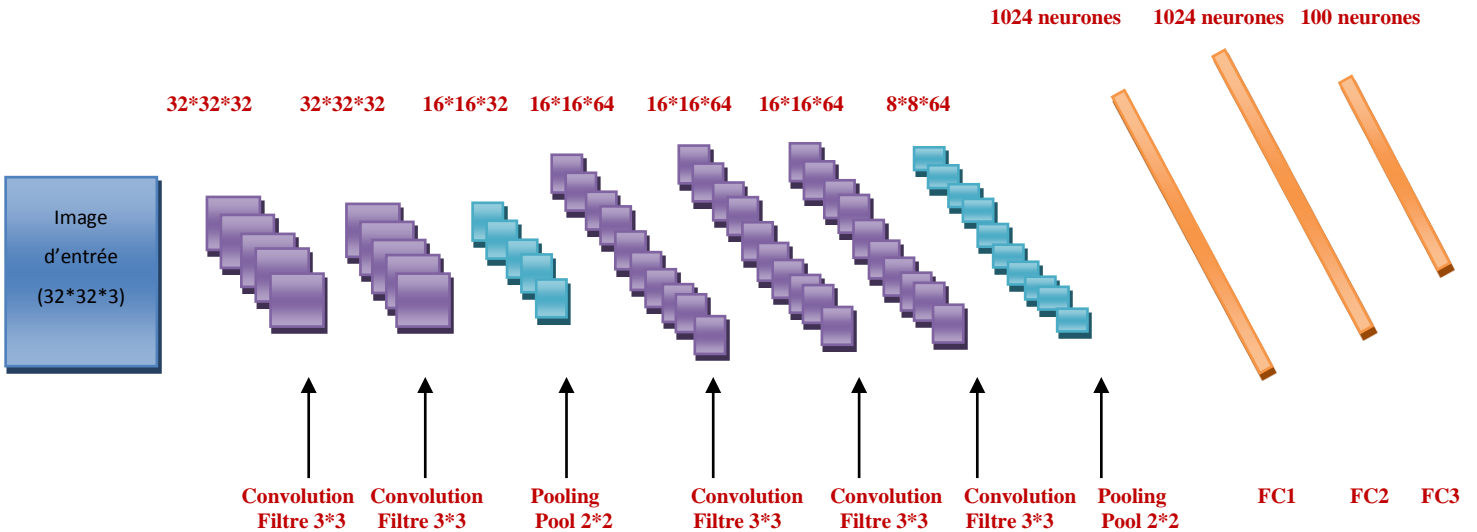 1024 neurones 1024 neurones 100 neurones
32*32*32 32*32*32 16*16*32 16*16*64 16*16*64 16*16*64 8*8*64
Image
d’entrée
(32*32*3)
Convolution Convolution Pooling Convolution Convolution Convolution Pooling FC1 FC2 FC3
Filtre 3*3 Filtre 3*3 Pool 2*2 Filtre 3*3 Filtre 3*3 Filtre 3*3 Pool 2*2